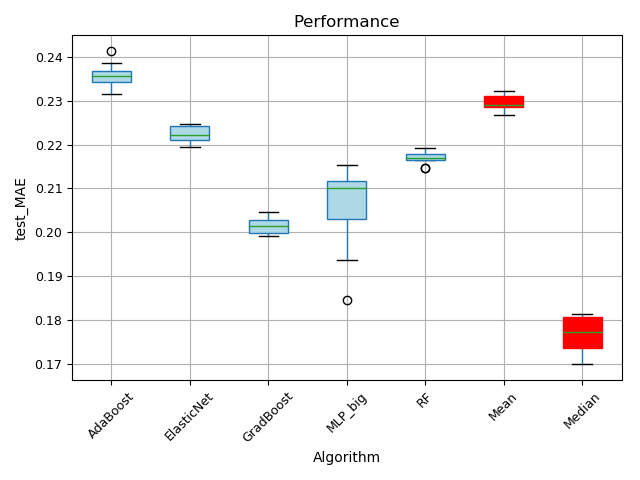 Performance
0.24
0.23
0.22
0.21
0.20
0.19
0.18
0.17
test_MAE
AdaBoost
ElasticNet
GradBoost
MLP_big
RF
Mean
Median
Algorithm